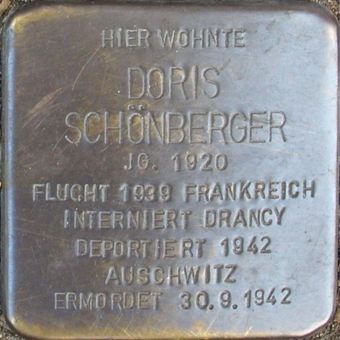 HIER WOHNTE
DORIS
SCHÖNBERGER
JG. 1920
FLUCHT 1939 FRANKREICH
INTERNIERT DRANCY
DEPORTIERT 1942
AUSCHWITZ
ERMORDET 30.9.1942